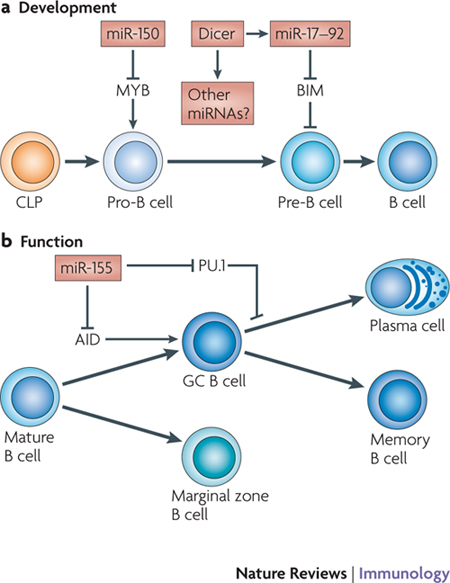 a Development
miR-150
Dicer
miR-17–92
MYB
Other
miRNAs?
BIM
CLP
Pro-B cell
Pre-B cell
B cell
b Function
miR-155
PU.1
AID
GC B cell
Plasma cell
Mature
B cell
Marginal zone
B cell
Memory
B cell
Nature Reviews | Immunology